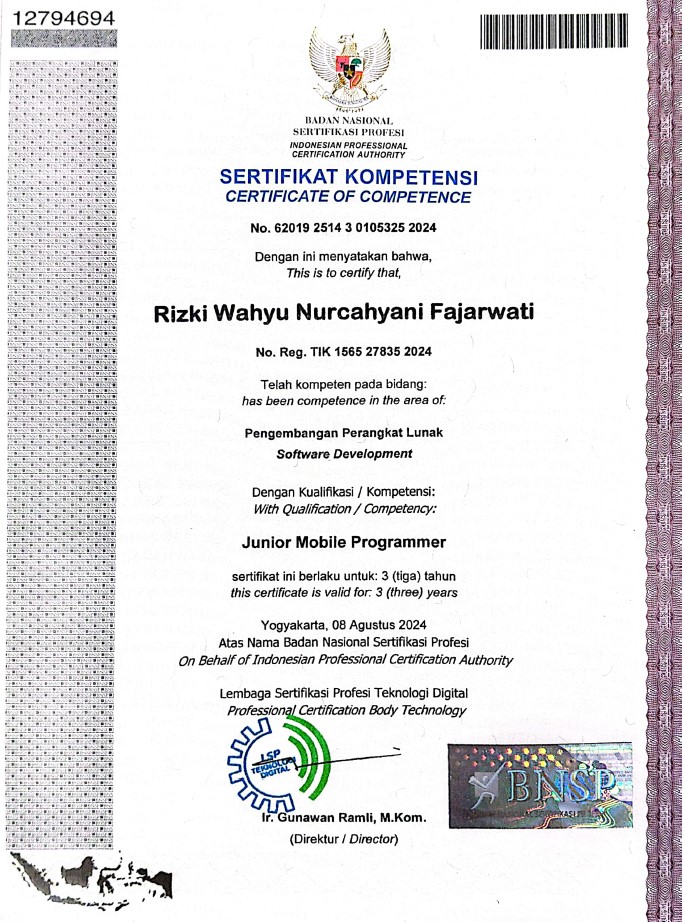 12794694
BADAN NASIONAL
SERTIFIKASI PROFESI
INDONESIAN PROFESSIONAL
CERTIFICATION AUTHORITY
SERTIFIKAT KOMPETENSI
CERTIFICATE OF COMPETENCE
No. 62019 2514 3 0105325 2024
Dengan ini menyatakan bahwa,
This is to certify that,
Rizki Wahyu Nurcahyani Fajarwati
No. Reg. TIK 1565 27835 2024
Telah kompeten pada bidang:
has been competence in the area of:
Pengembangan Perangkat Lunak
Software Development
Dengan Kualifikasi / Kompetensi:
With Qualification / Competency:
Junior Mobile Programmer
sertifikat ini berlaku untuk: 3 (tiga) tahun
this certificate is valid for: 3 (three) years
Yogyakarta, 08 Agustus 2024
Atas Nama Badan Nasional Sertifikasi Profesi
On Behalf of Indonesian Professional Certification Authority
Lembaga Sertifikasi Profesi Teknologi Digital
Professional Certification Body Technology
LSP
TEKNOLOGI
DIGITAL
BNSP
Ir. Gunawan Ramli, M.Kom.
(Direktur / Director)